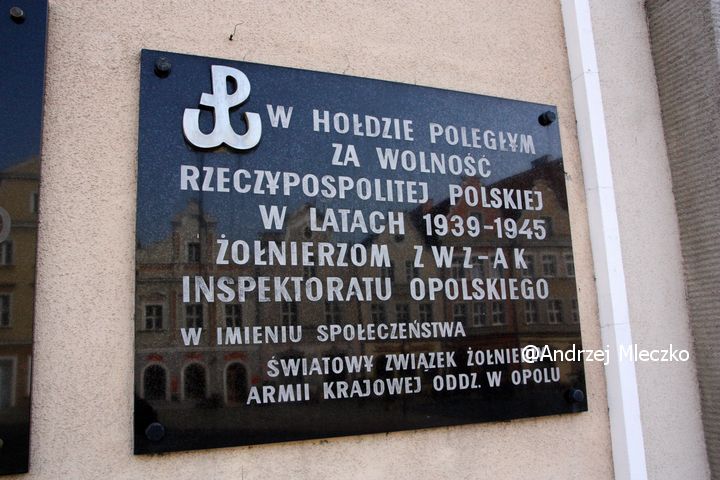 W HOŁDZIE POLEGŁYM
ZA WOLNOŚĆ
RZECZYPOSPOLITEJ POLSKIEJ
W LATACH 1939-1945
ŻOŁNIERZOM ZWZ-AK
INSPEKTORATU OPOLSKIEGO
W IMIENIU SPOŁECZEŃSTWA
ŚWIATOWY ZWIĄZEK ŻOŁNIE
ARMII KRAJOWEJ ODDZ. W OPOLU
@Andrzej Mleczko